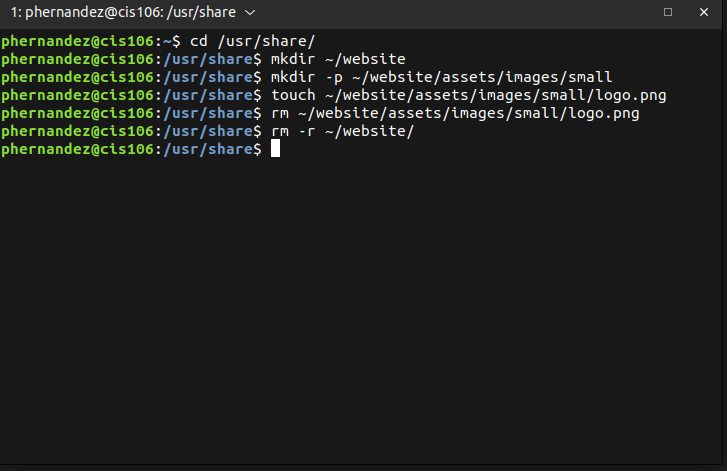 1: phernandez@cis106: /usr/share
phernandez@cis106:~$ cd /usr/share/
phernandez@cis106:/usr/share$ mkdir ~/website
phernandez@cis106:/usr/share$ mkdir -p ~/website/assets/images/small
phernandez@cis106:/usr/share$ touch ~/website/assets/images/small/logo.png
phernandez@cis106:/usr/share$ rm ~/website/assets/images/small/logo.png
phernandez@cis106:/usr/share$ rm -r ~/website/
phernandez@cis106:/usr/share$